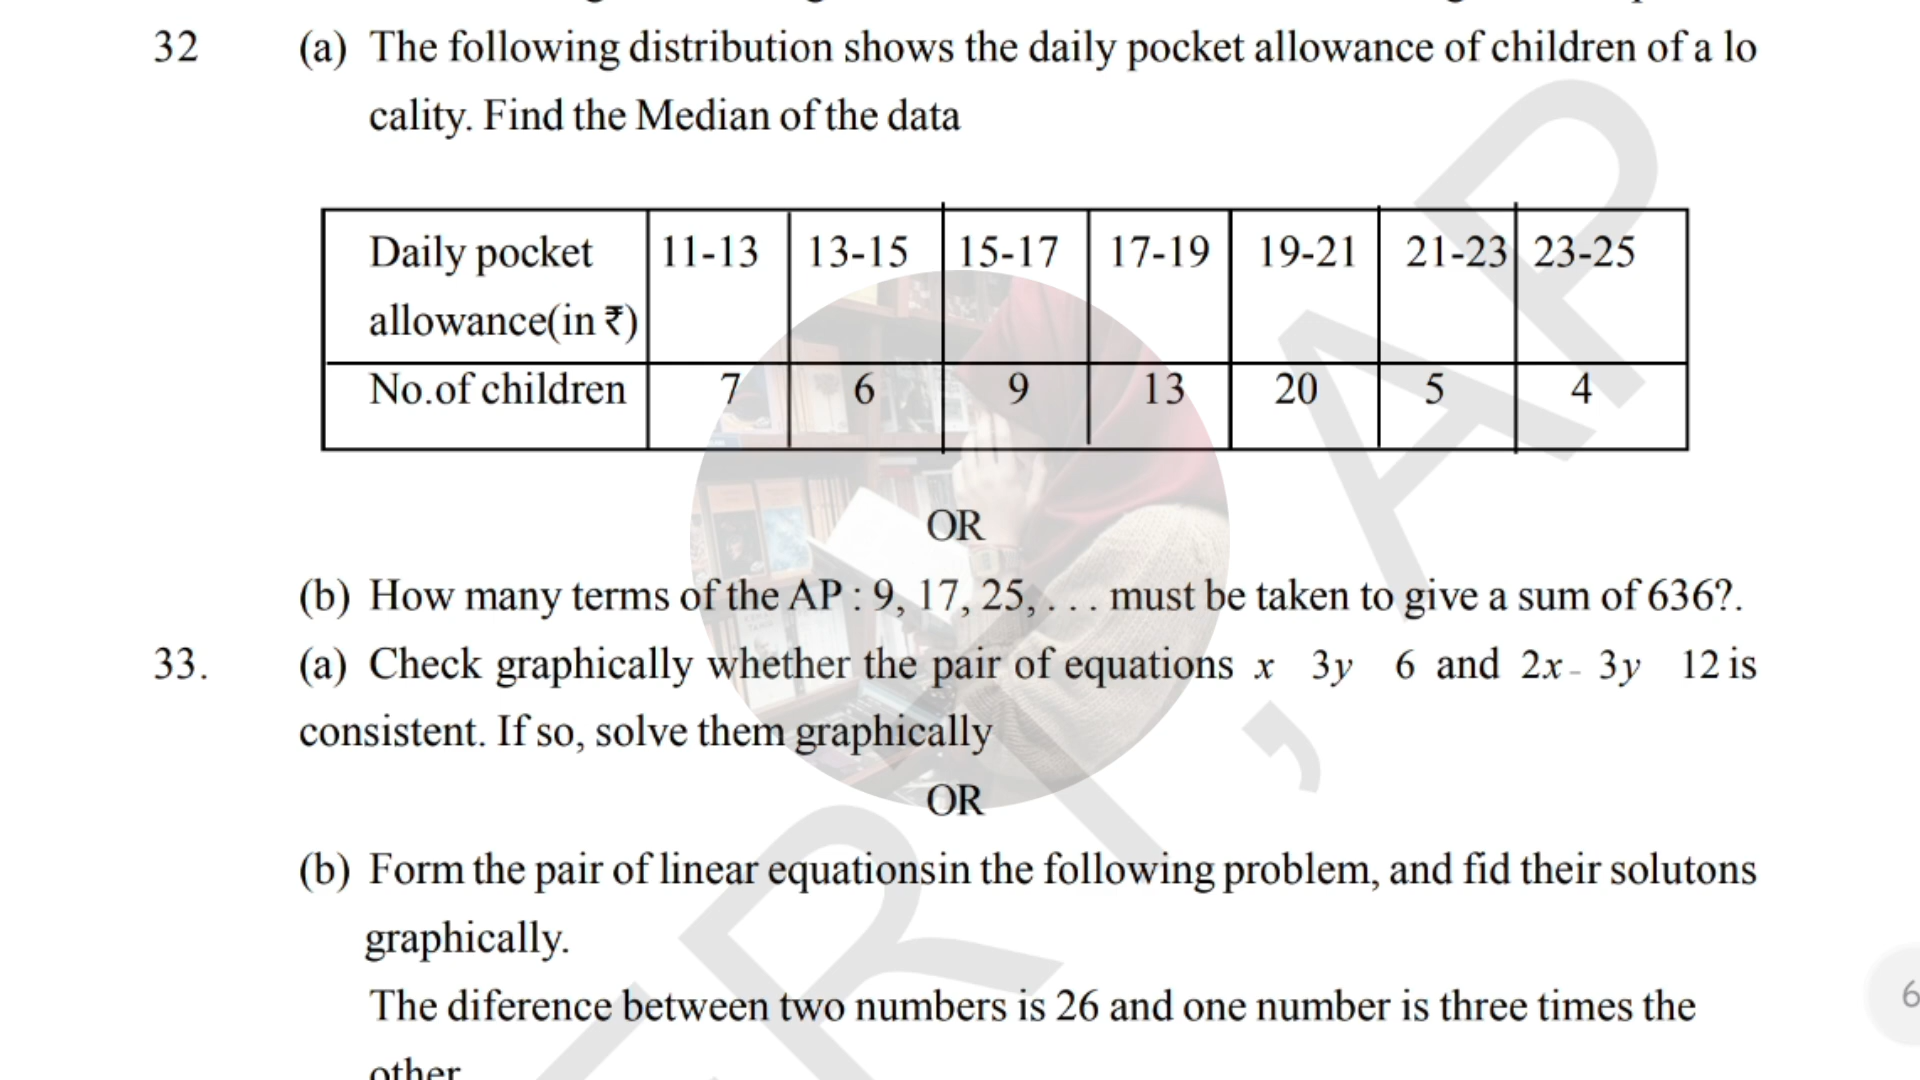 32 (a) The following distribution shows the daily pocket allowance of children of a lo
cality. Find the Median of the data
Daily pocket 11-13 13-15 15-17 17-19 19-21 21-23 23-25
allowance(in ₹)
No.of children 7 6 9 13 20 5 4
OR
(b) How many terms of the AP : 9, 17, 25, . . . must be taken to give a sum of 636?.
33. (a) Check graphically whether the pair of equations x 3y 6 and 2x - 3y 12 is
consistent. If so, solve them graphically
OR
(b) Form the pair of linear equationsin the following problem, and fid their solutons
graphically.
The diference between two numbers is 26 and one number is three times the
other
6